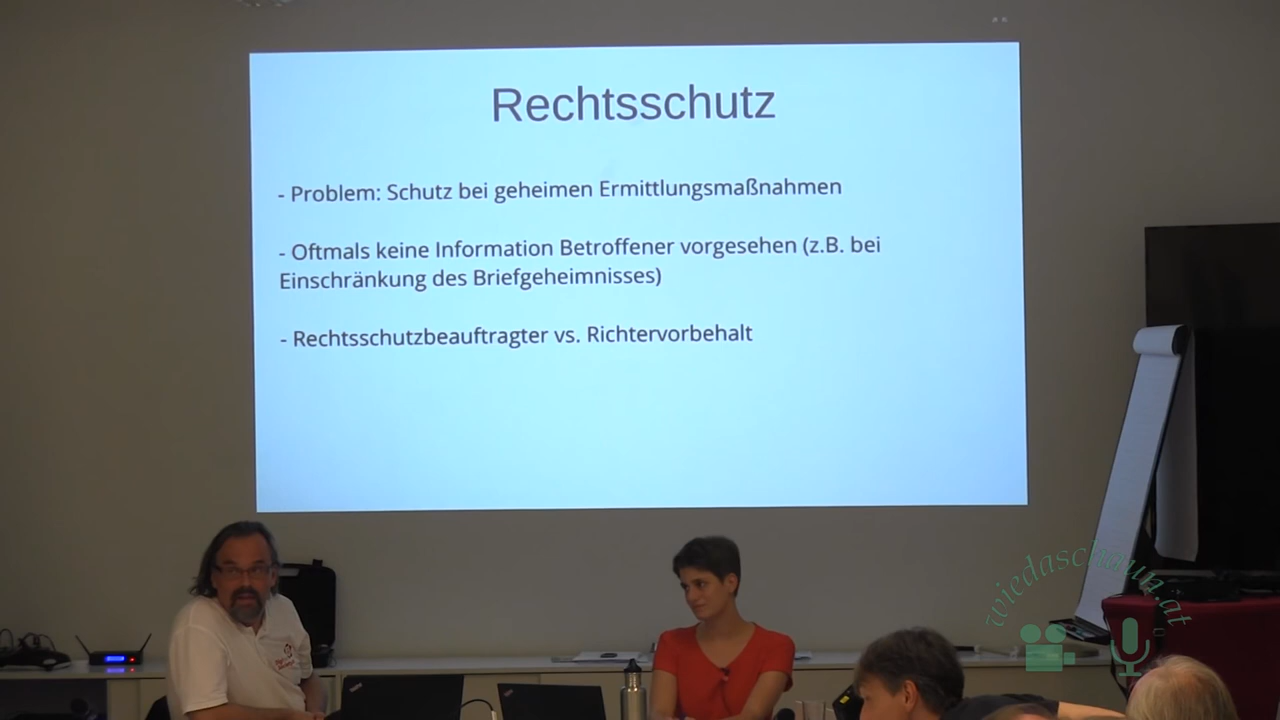 Rechtsschutz
- Problem: Schutz bei geheimen Ermittlungsmaßnahmen
- Oftmals keine Information Betroffener vorgesehen (z.B. bei
Einschränkung des Briefgeheimnisses)
- Rechtsschutzbeauftragter vs. Richtervorbehalt
wiedaschaun.at